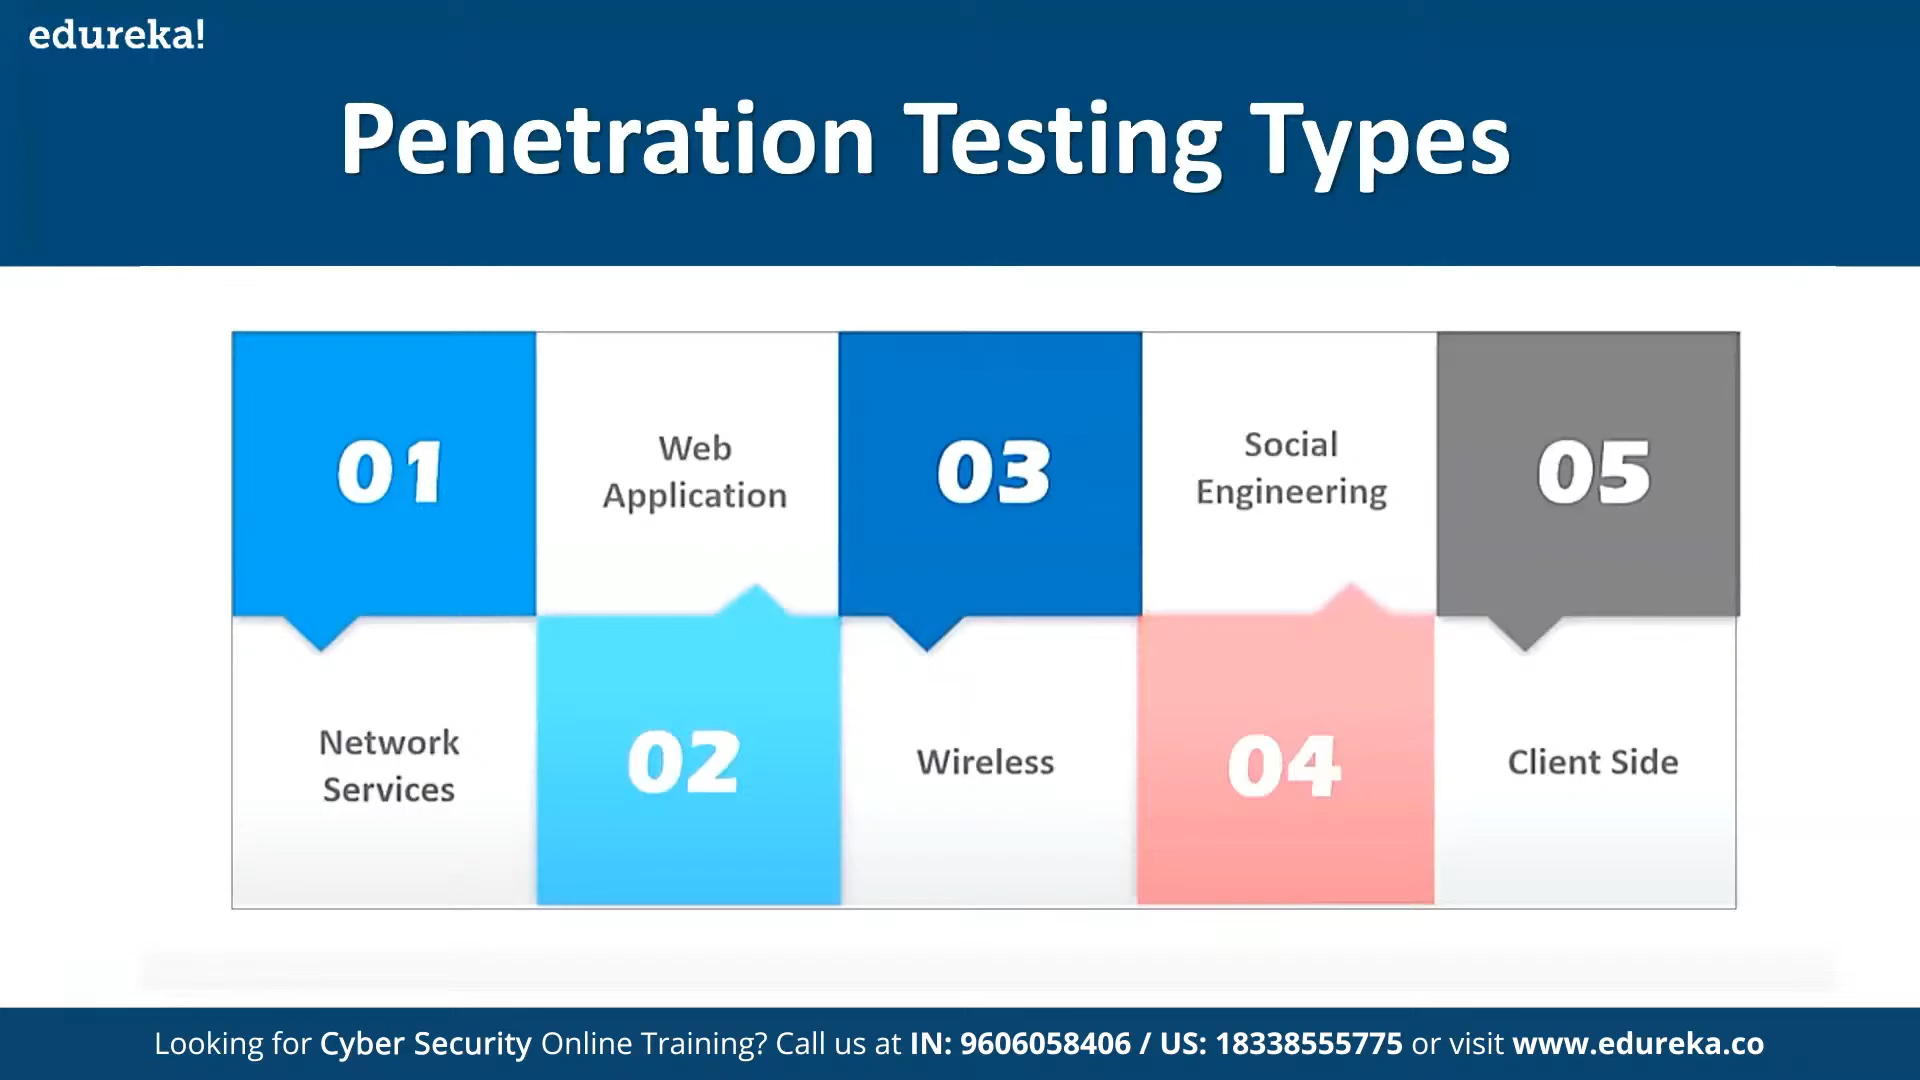 edureka!
Penetration Testing Types
01
Web
Application
03
Social
Engineering
05
Network
Services
02
Wireless
04
Client Side
Looking for Cyber Security Online Training? Call us at IN: 9606058406 / US: 18338555775 or visit www.edureka.co